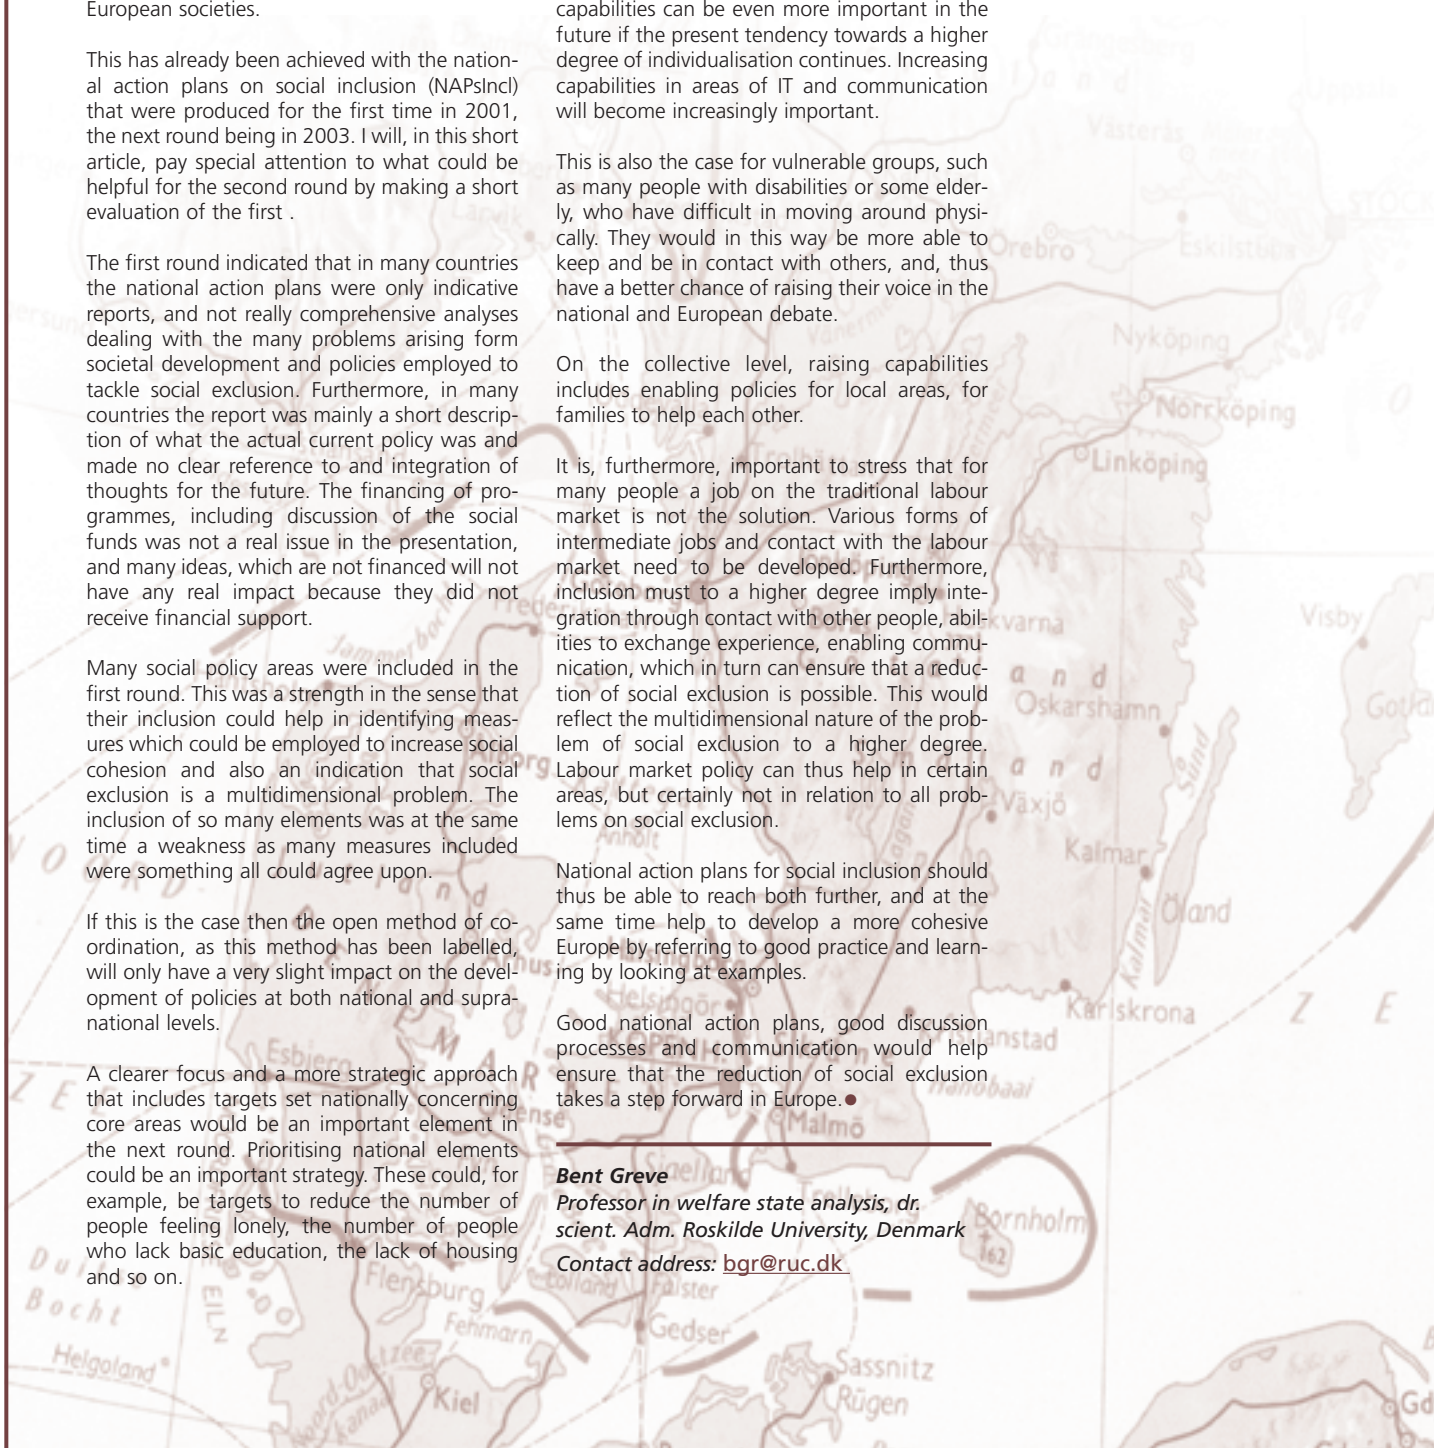 European societies.
This has already been achieved with the nation-
al action plans on social inclusion (NAPsIncl)
that were produced for the first time in 2001,
the next round being in 2003. I will, in this short
article, pay special attention to what could be
helpful for the second round by making a short
evaluation of the first .
The first round indicated that in many countries
the national action plans were only indicative
reports, and not really comprehensive analyses
dealing with the many problems arising form
societal development and policies employed to
tackle social exclusion. Furthermore, in many
countries the report was mainly a short descrip-
tion of what the actual current policy was and
made no clear reference to and integration of
thoughts for the future. The financing of pro-
grammes, including discussion of the social
funds was not a real issue in the presentation,
and many ideas, which are not financed will not
have any real impact because they did not
receive financial support.
Many social policy areas were included in the
first round. This was a strength in the sense that
their inclusion could help in identifying meas-
ures which could be employed to increase social
cohesion and also an indication that social
exclusion is a multidimensional problem. The
inclusion of so many elements was at the same
time a weakness as many measures included
were something all could agree upon.
If this is the case then the open method of co-
ordination, as this method has been labelled,
will only have a very slight impact on the devel-
opment of policies at both national and supra-
national levels.
A clearer focus and a more strategic approach
that includes targets set nationally concerning
core areas would be an important element in
the next round. Prioritising national elements
could be an important strategy. These could, for
example, be targets to reduce the number of
people feeling lonely, the number of people
who lack basic education, the lack of housing
and so on.
capabilities can be even more important in the
future if the present tendency towards a higher
degree of individualisation continues. Increasing
capabilities in areas of IT and communication
will become increasingly important.
This is also the case for vulnerable groups, such
as many people with disabilities or some elder-
ly, who have difficult in moving around physi-
cally. They would in this way be more able to
keep and be in contact with others, and, thus
have a better chance of raising their voice in the
national and European debate.
On the collective level, raising capabilities
includes enabling policies for local areas, for
families to help each other.
It is, furthermore, important to stress that for
many people a job on the traditional labour
market is not the solution. Various forms of
intermediate jobs and contact with the labour
market need to be developed. Furthermore,
inclusion must to a higher degree imply inte-
gration through contact with other people, abil-
ities to exchange experience, enabling commu-
nication, which in turn can ensure that a reduc-
tion of social exclusion is possible. This would
reflect the multidimensional nature of the prob-
lem of social exclusion to a higher degree.
Labour market policy can thus help in certain
areas, but certainly not in relation to all prob-
lems on social exclusion.
National action plans for social inclusion should
thus be able to reach both further, and at the
same time help to develop a more cohesive
Europe by referring to good practice and learn-
ing by looking at examples.
Good national action plans, good discussion
processes and communication would help
ensure that the reduction of social exclusion
takes a step forward in Europe.●
Bent Greve
Professor in welfare state analysis, dr.
scient. Adm. Roskilde University, Denmark
Contact address: bgr@ruc.dk
Västerås
Örebro
Eskilstuna
Nyköping
Norrköping
Linköping
Visby
Oskarshamn
Växjö
Kalmar
Öland
Karlskrona
Malmö
Bornholm
162
Esbjerg
Flensburg
Fehmarn
Gedser
Helgoland
Kiel
Sassnitz
Rügen